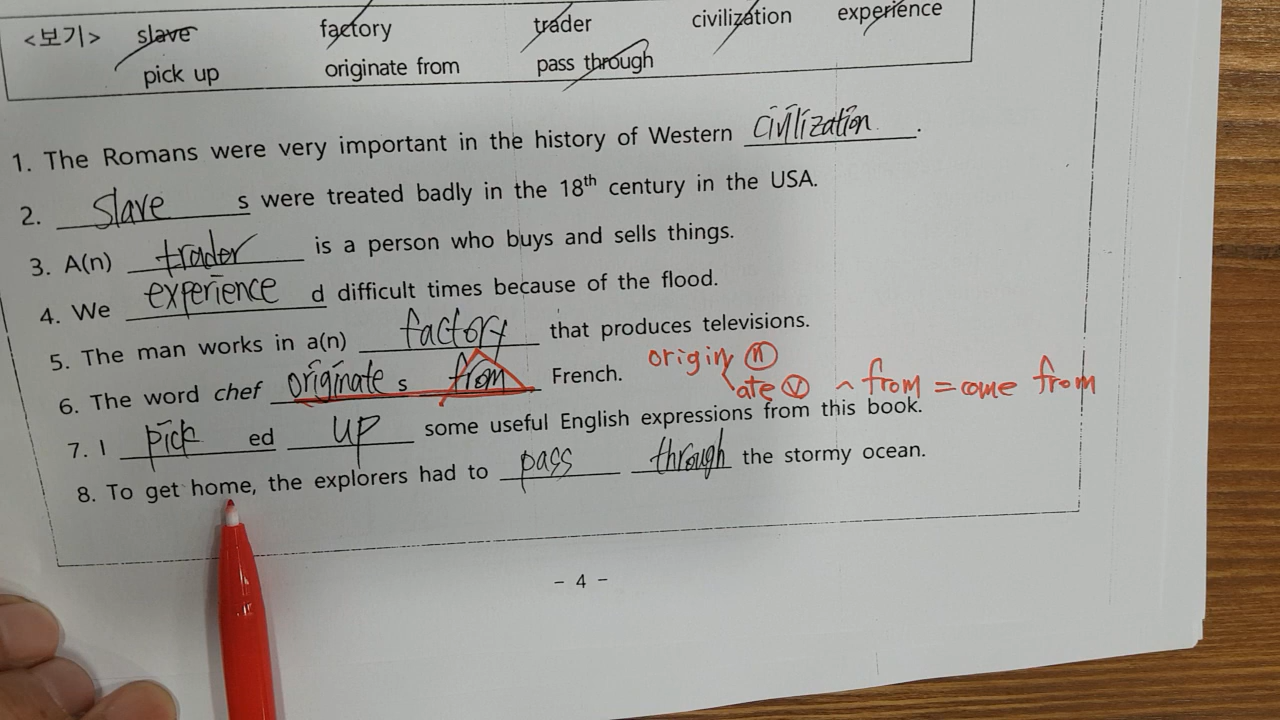 <보기> slave factory trader civilization experience
pick up originate from pass through
1. The Romans were very important in the history of Western civilization.
2. slave s were treated badly in the 18th century in the USA.
3. A(n) trader is a person who buys and sells things.
4. We experience d difficult times because of the flood.
5. The man works in a(n) factory that produces televisions.
6. The word chef originate s from French. origin ⓝ
ate ⓥ ~ from = come from
7. I pick ed up some useful English expressions from this book.
8. To get home, the explorers had to pass through the stormy ocean.
- 4 -